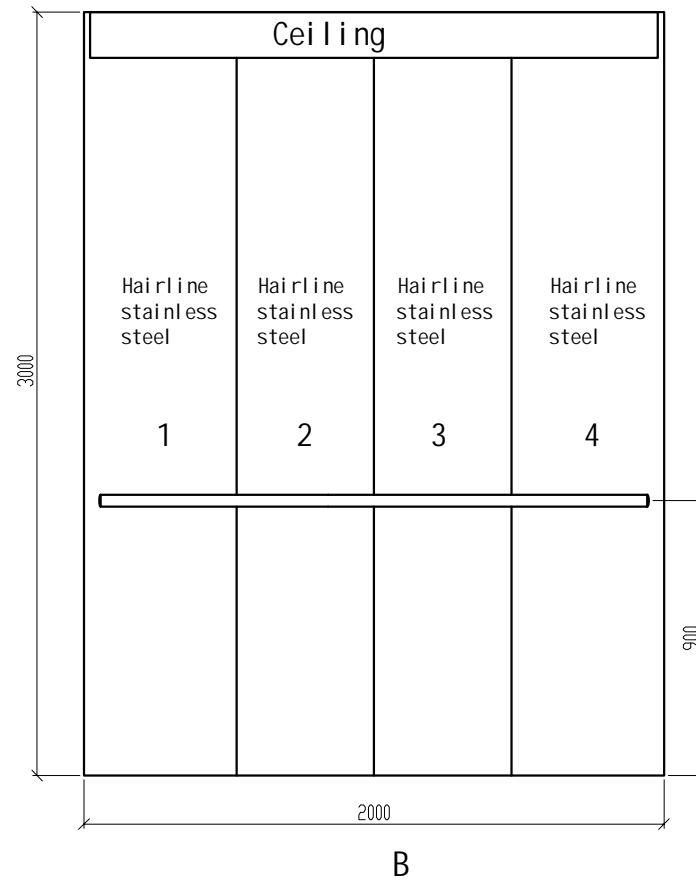 Ceiling
Hairline
stainless
steel
Hairline
stainless
steel
Hairline
stainless
steel
Hairline
stainless
steel
3000
1
2
3
4
900
2000
B